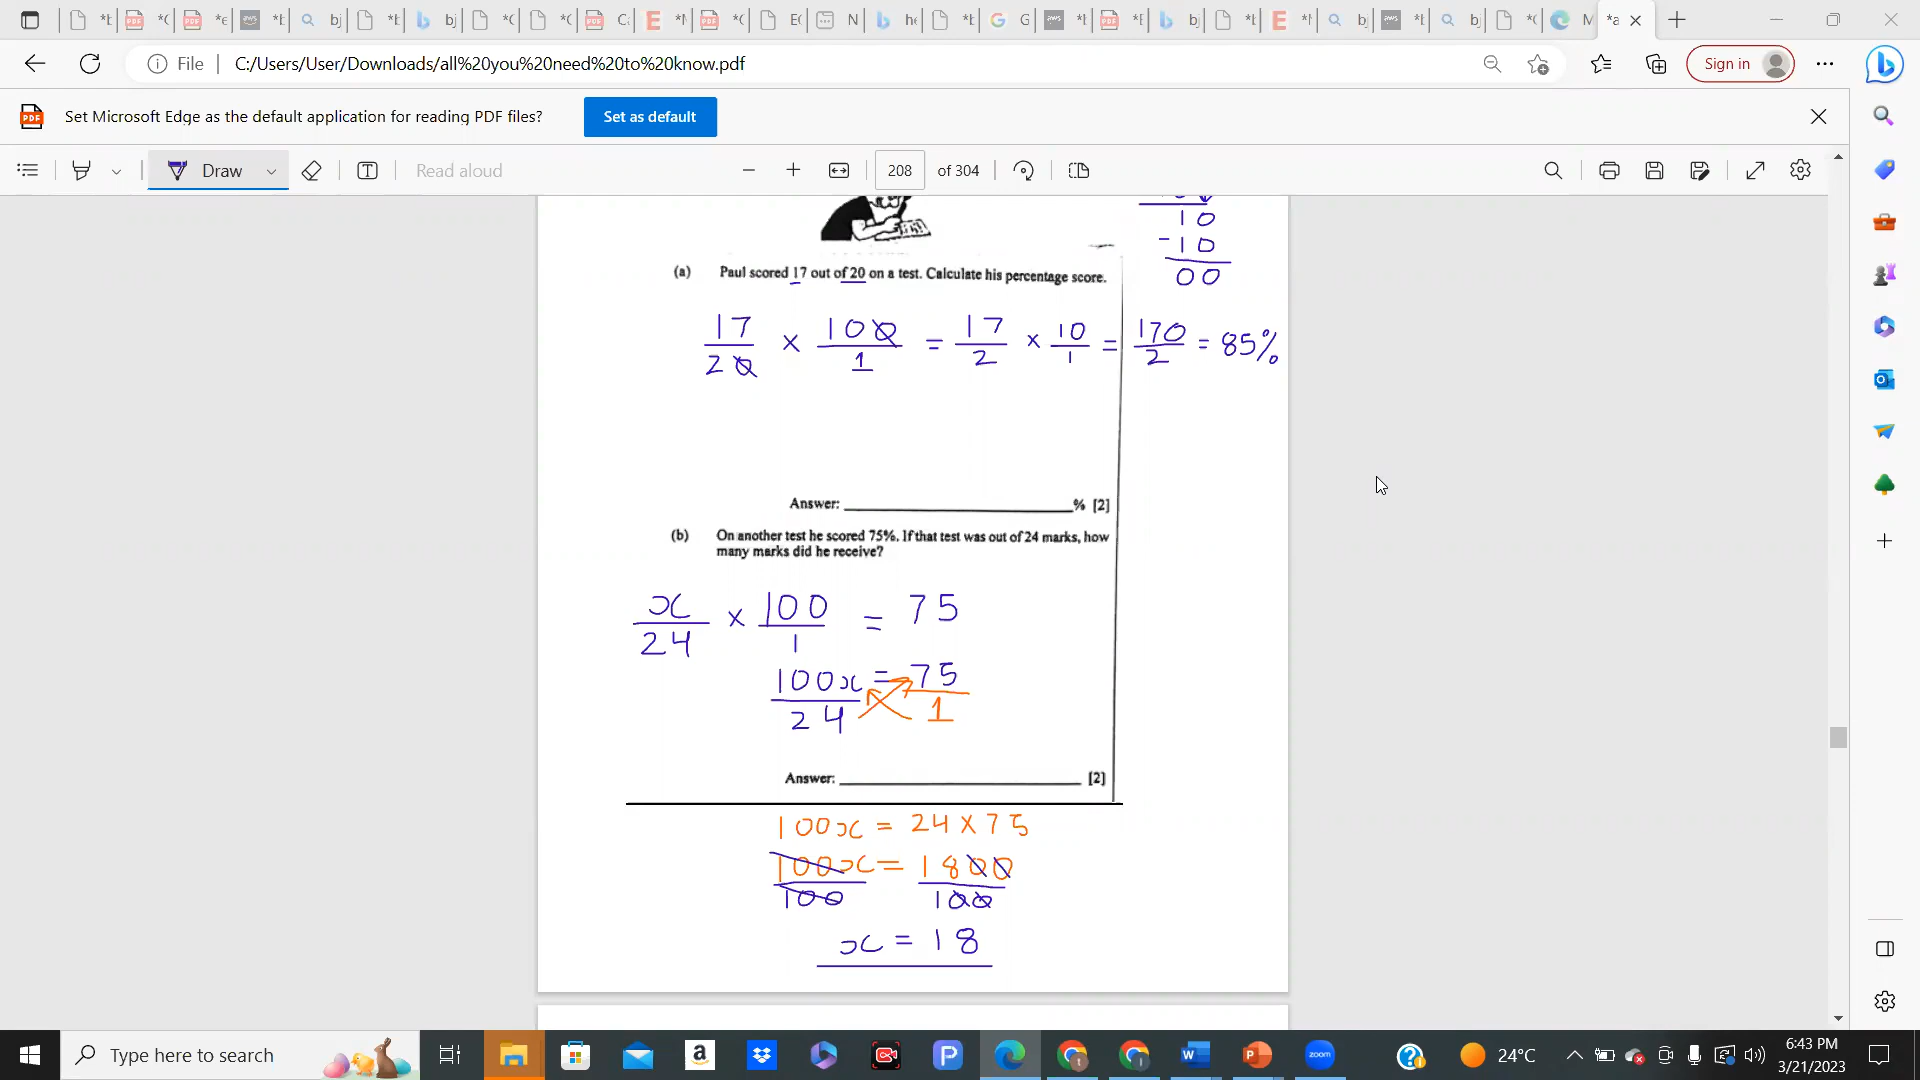 File
C:/Users/User/Downloads/all%20you%20need%20to%20know.pdf
Sign in
Set Microsoft Edge as the default application for reading PDF files?
Set as default
Draw
Read aloud
208 of 304
10
-10
00
(a) Paul scored 17 out of 20 on a test. Calculate his percentage score.
17/20 × 100/1 = 17/2 × 10/1 = 170/2 = 85%
Answer: ____ % [2]
(b) On another test he scored 75%. If that test was out of 24 marks, how
many marks did he receive?
x/24 × 100/1 = 75
100x/24 = 75/1
Answer: ____ [2]
100x = 24 × 75
100x/100 = 1800/100
x = 18
Type here to search
24°C
6:43 PM
3/21/2023